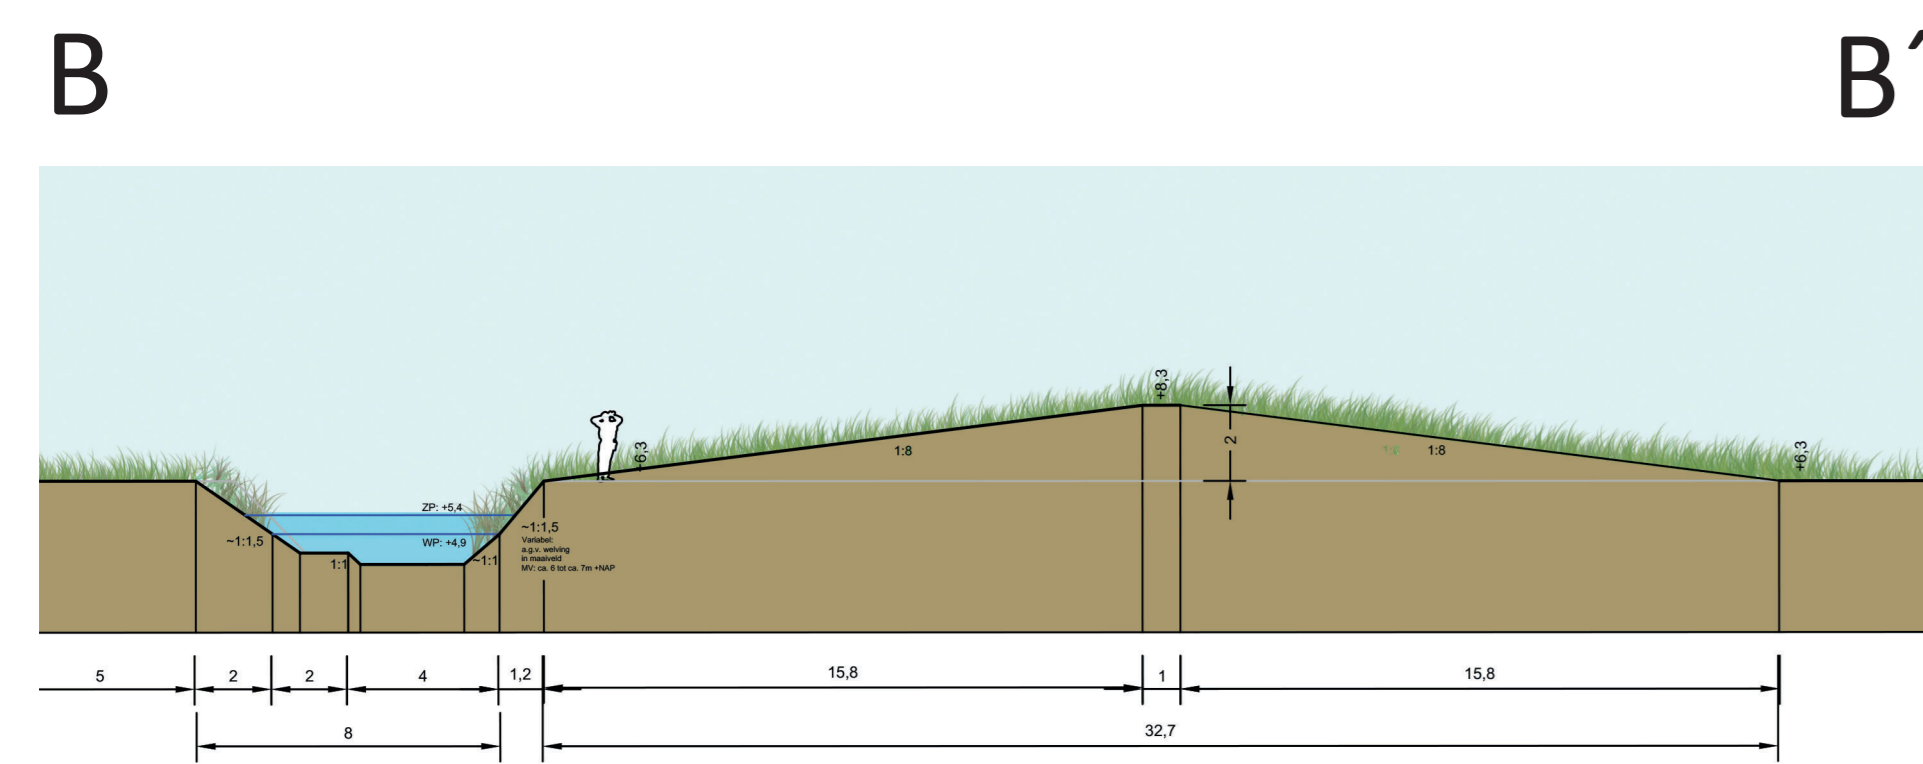 B
B´
+8,3
2
+6,3
+6,3
1:8
1:8
1:8
ZP: +5,4
WP: +4,9
~1:1,5
~1:1,5
Variabel:
a.g.v. welving
in maaiveld
MV: ca. 6 tot ca. 7m +NAP
1:1
~1:1
5
2
2
4
1,2
15,8
1
15,8
8
32,7